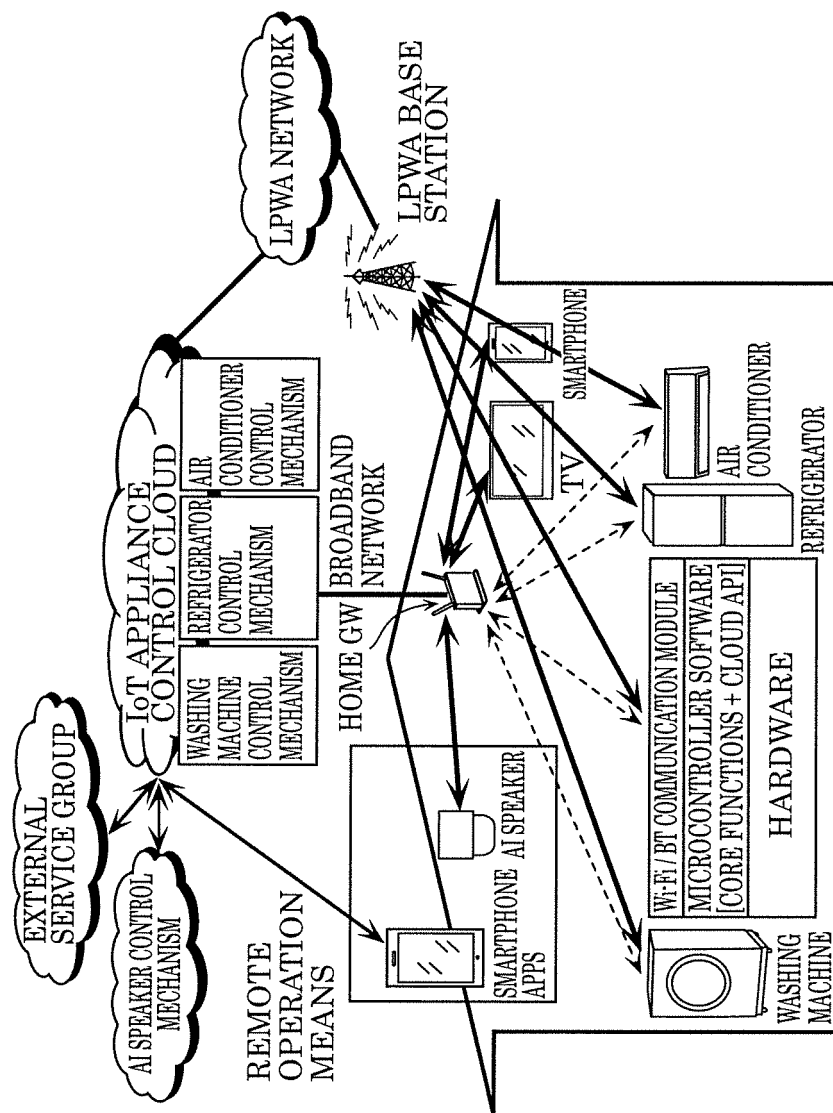 EXTERNAL
SERVICE GROUP
AI SPEAKER CONTROL
MECHANISM
IoT APPLIANCE
CONTROL CLOUD
WASHING
MACHINE
CONTROL
MECHANISM
REFRIGERATOR
CONTROL
MECHANISM
AIR
CONDITIONER
CONTROL
MECHANISM
LPWA NETWORK
REMOTE
OPERATION
MEANS
HOME GW
BROADBAND
NETWORK
LPWA BASE
STATION
SMARTPHONE
APPS
AI SPEAKER
TV
SMARTPHONE
WASHING
MACHINE
Wi-Fi / BT COMMUNICATION MODULE
MICROCONTROLLER SOFTWARE
[CORE FUNCTIONS + CLOUD API]
HARDWARE
REFRIGERATOR
AIR
CONDITIONER